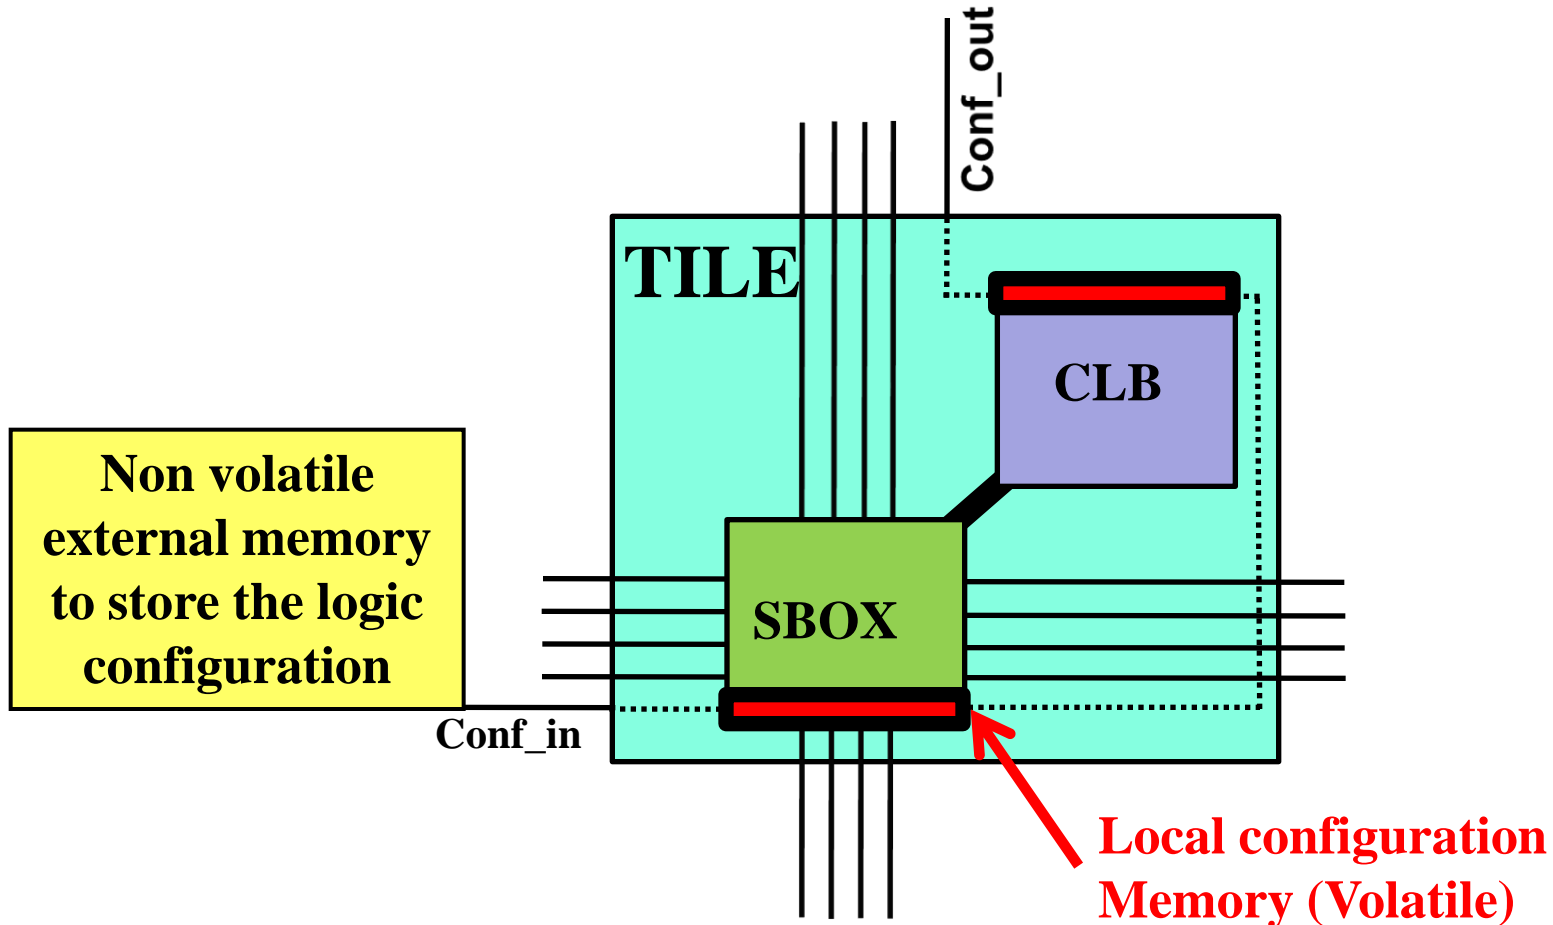 Conf_out
TILE
CLB
Non volatile
external memory
to store the logic
configuration
SBOX
Conf_in
Local configuration
Memory (Volatile)